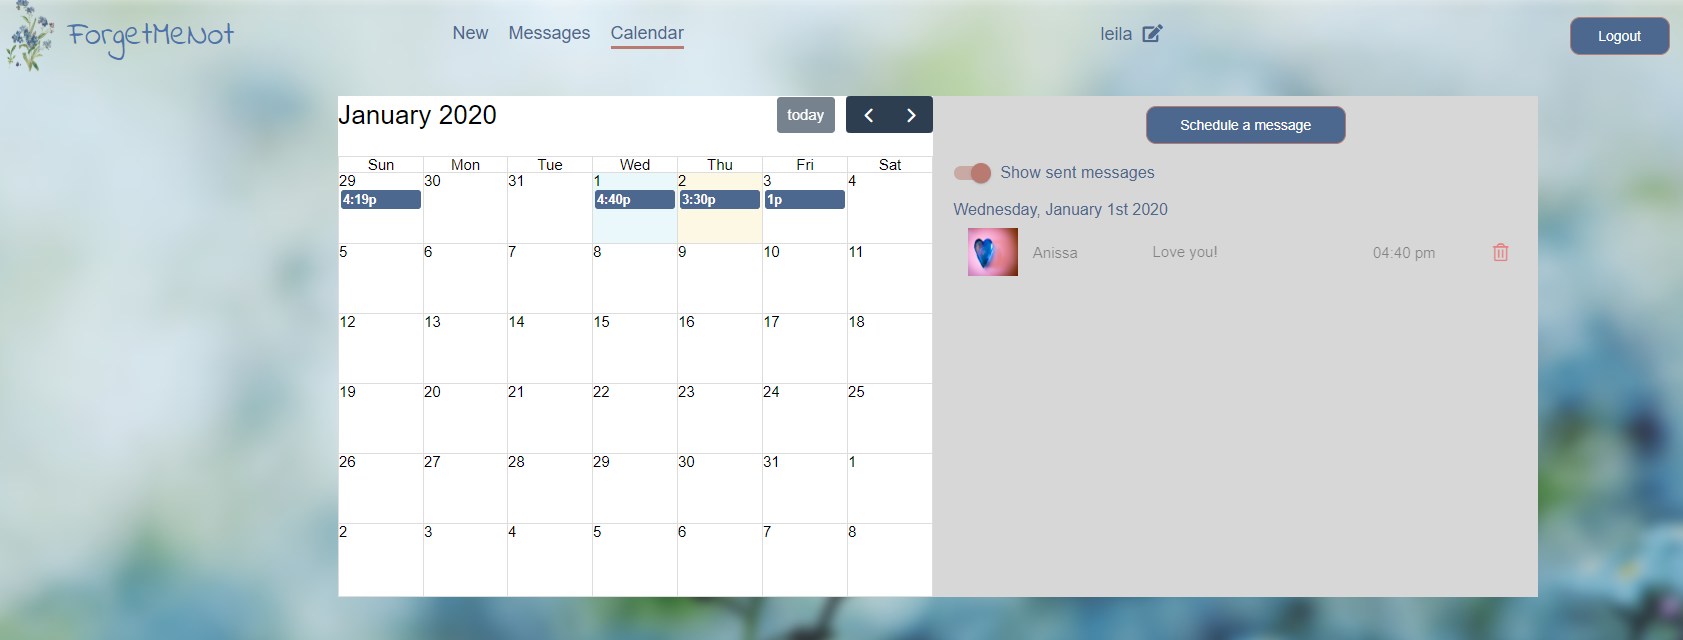 ForgetMeNot
New Messages Calendar
leila
Logout
January 2020
today
Sun Mon Tue Wed Thu Fri Sat
29 30 31 1 2 3 4
4:19p 4:40p 3:30p 1p
5 6 7 8 9 10 11
12 13 14 15 16 17 18
19 20 21 22 23 24 25
26 27 28 29 30 31 1
2 3 4 5 6 7 8
Schedule a message
Show sent messages
Wednesday, January 1st 2020
Anissa Love you! 04:40 pm